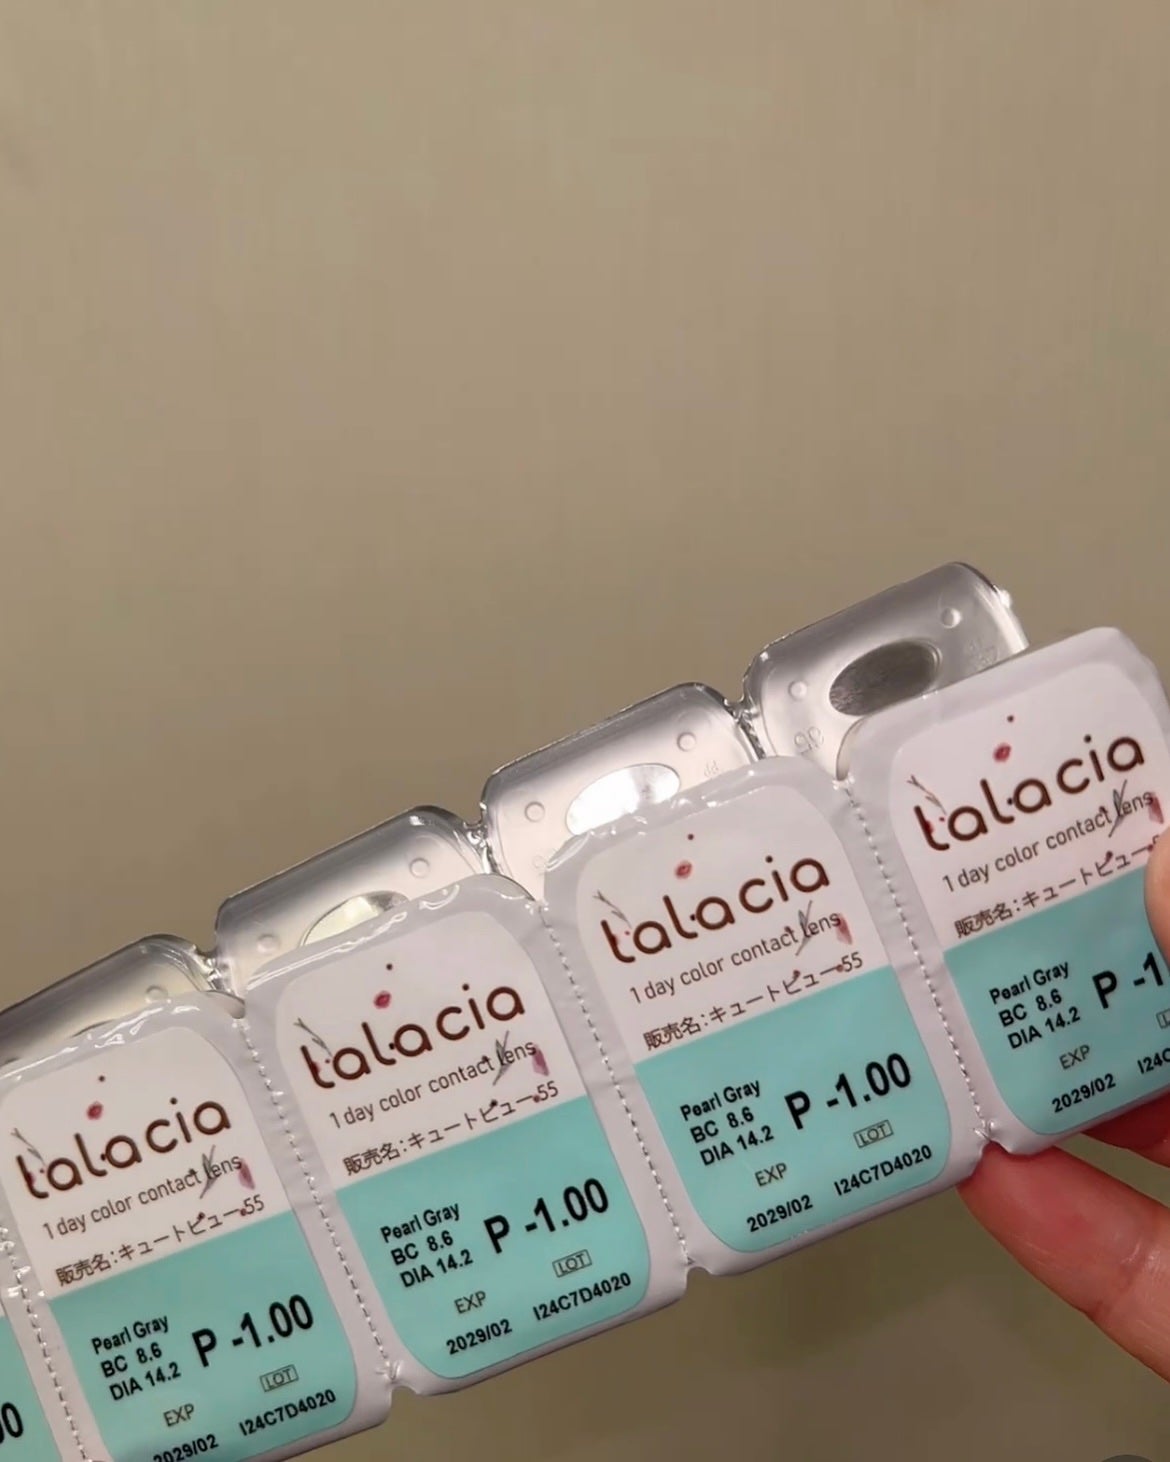 Lalacia
1 day color contact lens
販売名:キュートビュー55
Pearl Gray
BC 8.6
DIA 14.2
P -1.00
EXP
LOT
2029/02
I24C7D4020
Lalacia
1 day color contact lens
販売名:キュートビュー55
Pearl Gray
BC 8.6
DIA 14.2
P -1.00
EXP
LOT
2029/02
I24C7D4020
Lalacia
1 day color contact lens
販売名:キュートビュー55
Pearl Gray
BC 8.6
DIA 14.2
P -1.00
EXP
LOT
2029/02
I24C7D4020
Lalacia
1 day color contact lens
販売名:キュートビュー
Pearl Gray
BC 8.6
DIA 14.2
P -1
EXP
2029/02
I24C